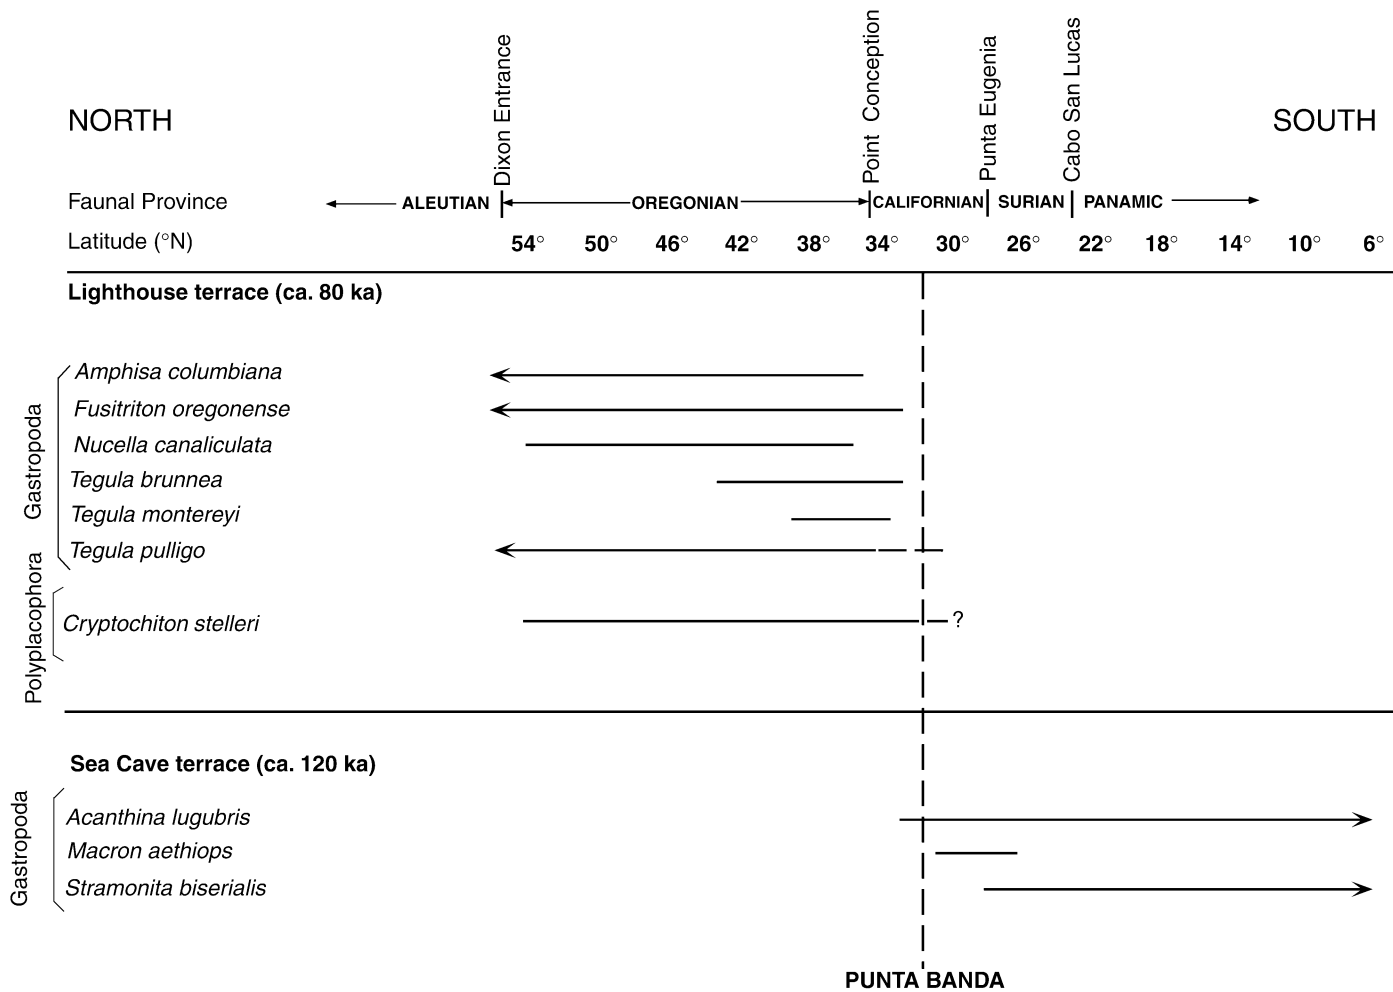 Dixon Entrance
Point Conception
Punta Eugenia
Cabo San Lucas
NORTH
SOUTH
Faunal Province
ALEUTIAN OREGONIAN CALIFORNIAN SURIAN PANAMIC
Latitude (°N) 54° 50° 46° 42° 38° 34° 30° 26° 22° 18° 14° 10° 6°
Lighthouse terrace (ca. 80 ka)
Gastropoda
Amphisa columbiana
Fusitriton oregonense
Nucella canaliculata
Tegula brunnea
Tegula montereyi
Tegula pulligo
Polyplacophora
Cryptochiton stelleri
?
Sea Cave terrace (ca. 120 ka)
Gastropoda
Acanthina lugubris
Macron aethiops
Stramonita biserialis
PUNTA BANDA